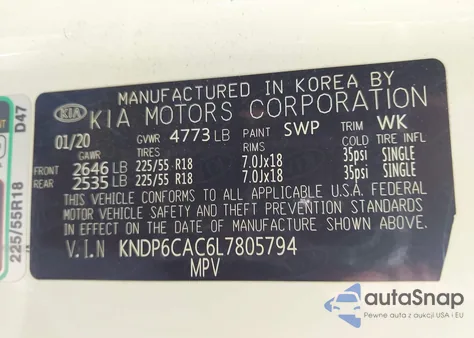 MANUFACTURED IN KOREA BY
KIA KIA MOTORS CORPORATION
01/20 GVWR 4773 LB PAINT SWP TRIM WK
GAWR TIRES RIMS COLD TIRE INFL
FRONT 2646 LB 225/55 R18 7.0Jx18 35psi SINGLE
REAR 2535 LB 225/55 R18 7.0Jx18 35psi SINGLE
THIS VEHICLE CONFORMS TO ALL APPLICABLE U.S.A. FEDERAL
MOTOR VEHICLE SAFETY AND THEFT PREVENTION STANDARDS
IN EFFECT ON THE DATE OF MANUFACTURE SHOWN ABOVE.
V.I.N KNDP6CAC6L7805794
MPV
D47
225/55R18
autoSnap
Pewne auta z aukcji USA i EU